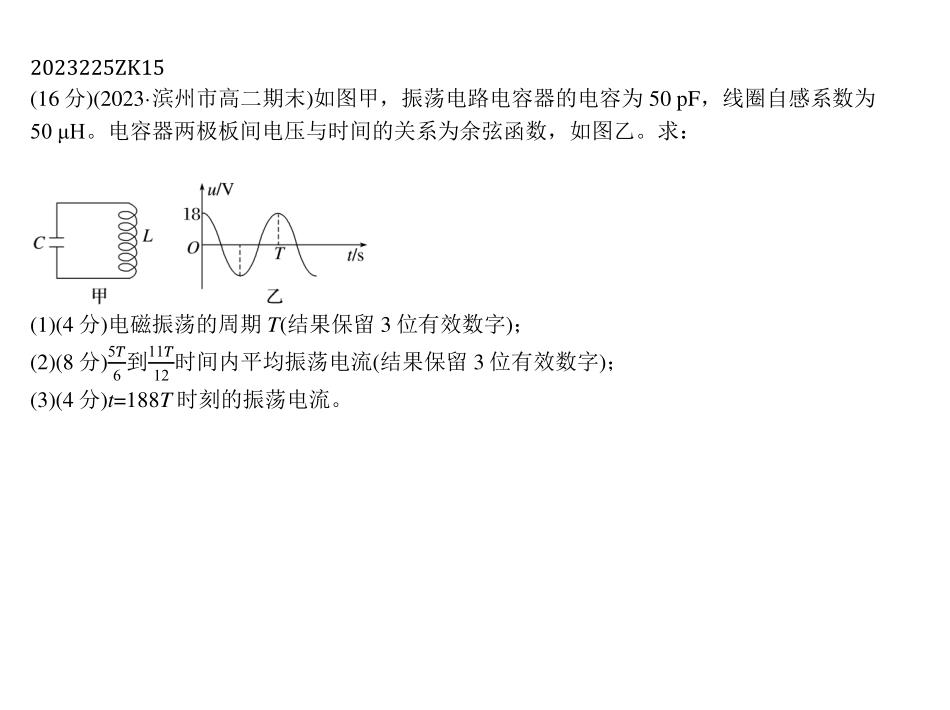 2023225ZK15
(16 分)(2023·滨州市高二期末)如图甲，振荡电路电容器的电容为 50 pF，线圈自感系数为
50 μH。电容器两极板间电压与时间的关系为余弦函数，如图乙。求：
u/V
18
C
L
O
T
t/s
甲
乙
(1)(4 分)电磁振荡的周期 T(结果保留 3 位有效数字)；
(2)(8 分)5T/6到11T/12时间内平均振荡电流(结果保留 3 位有效数字)；
(3)(4 分)t=188T 时刻的振荡电流。